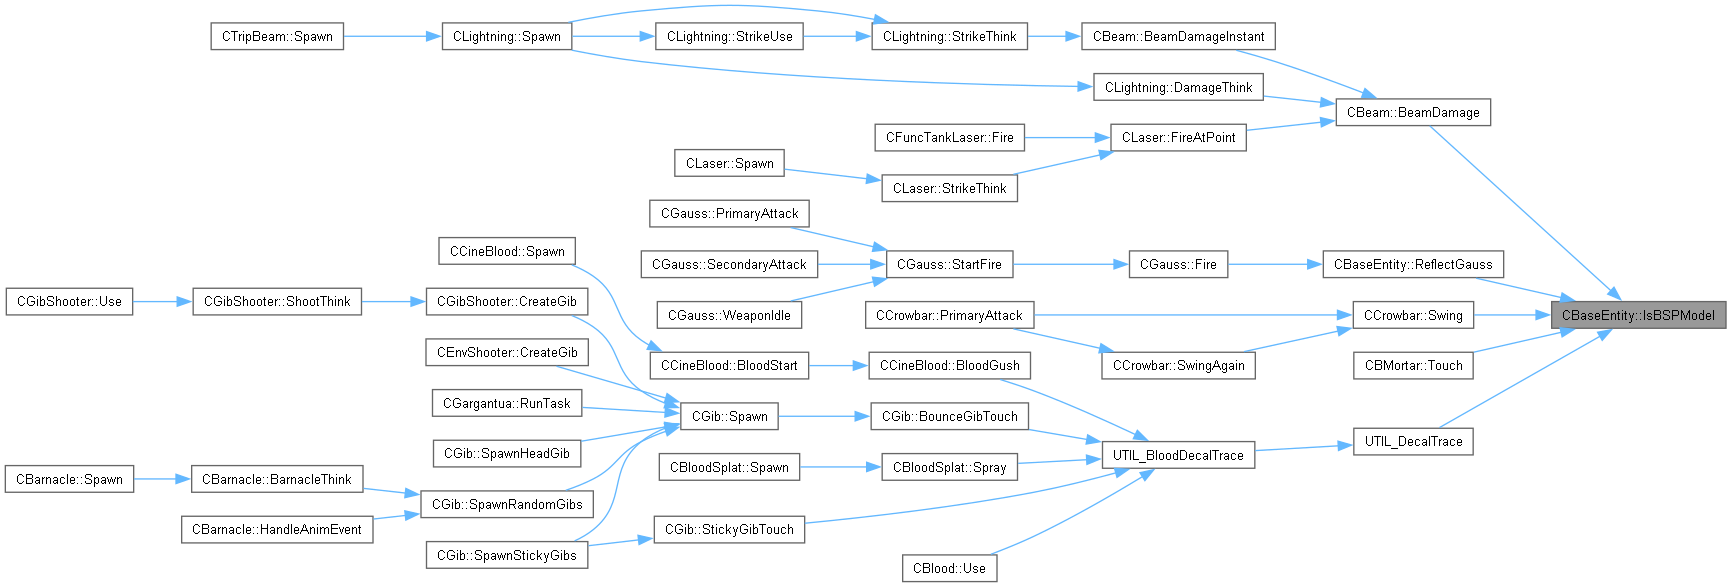 CTripBeam::Spawn
CLightning::Spawn
CLightning::StrikeUse
CLightning::StrikeThink
CBeam::BeamDamageInstant
CLightning::DamageThink
CBeam::BeamDamage
CFuncTankLaser::Fire
CLaser::FireAtPoint
CLaser::Spawn
CLaser::StrikeThink
CGauss::PrimaryAttack
CCineBlood::Spawn
CGauss::SecondaryAttack
CGauss::StartFire
CGauss::Fire
CBaseEntity::ReflectGauss
CGibShooter::Use
CGibShooter::ShootThink
CGibShooter::CreateGib
CGauss::WeaponIdle
CCrowbar::PrimaryAttack
CCrowbar::Swing
CBaseEntity::IsBSPModel
CEnvShooter::CreateGib
CCineBlood::BloodStart
CCineBlood::BloodGush
CCrowbar::SwingAgain
CBMortar::Touch
CGargantua::RunTask
CGib::Spawn
CGib::BounceGibTouch
CGib::SpawnHeadGib
UTIL_BloodDecalTrace
UTIL_DecalTrace
CBloodSplat::Spawn
CBloodSplat::Spray
CBarnacle::Spawn
CBarnacle::BarnacleThink
CGib::SpawnRandomGibs
CBarnacle::HandleAnimEvent
CGib::StickyGibTouch
CGib::SpawnStickyGibs
CBlood::Use